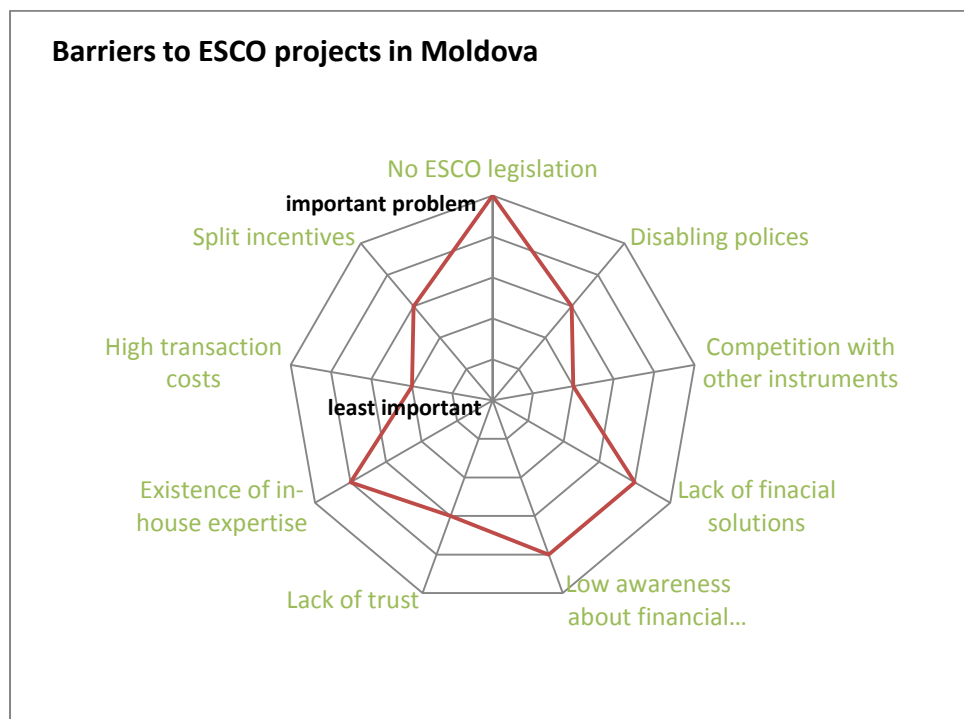 Barriers to ESCO projects in Moldova
No ESCO legislation
important problem
Split incentives
Disabling polices
High transaction
costs
Competition with
other instruments
least important
Existence of in-
house expertise
Lack of finacial
solutions
Lack of trust
Low awareness
about financial...